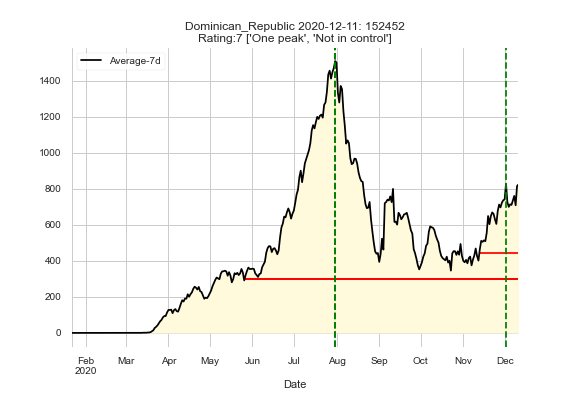 Dominican_Republic 2020-12-11: 152452
Rating:7 ['One peak', 'Not in control']
Average-7d
1400
1200
1000
800
600
400
200
0
Feb Mar Apr May Jun Jul Aug Sep Oct Nov Dec
2020
Date